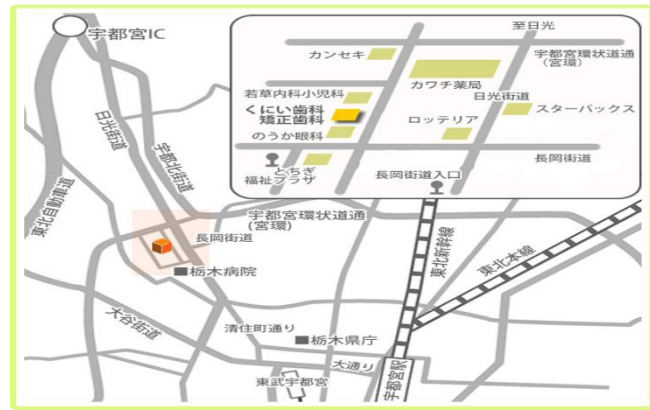 宇都宮IC
至日光
カンセキ
宇都宮環状道通
(宮環)
カワチ薬局
若草内科小児科
日光街道
くにい歯科
矯正歯科
スターバックス
ロッテリア
のうか眼科
とちぎ
福祉プラザ
長岡街道
長岡街道入口
日光街道
宇都北街道
東北自動車道
宇都宮環状道通
(宮環)
長岡街道
栃木病院
東北新幹線
東北本線
大谷街道
清住町通り
栃木県庁
大通り
東武宇都宮
宇都宮駅